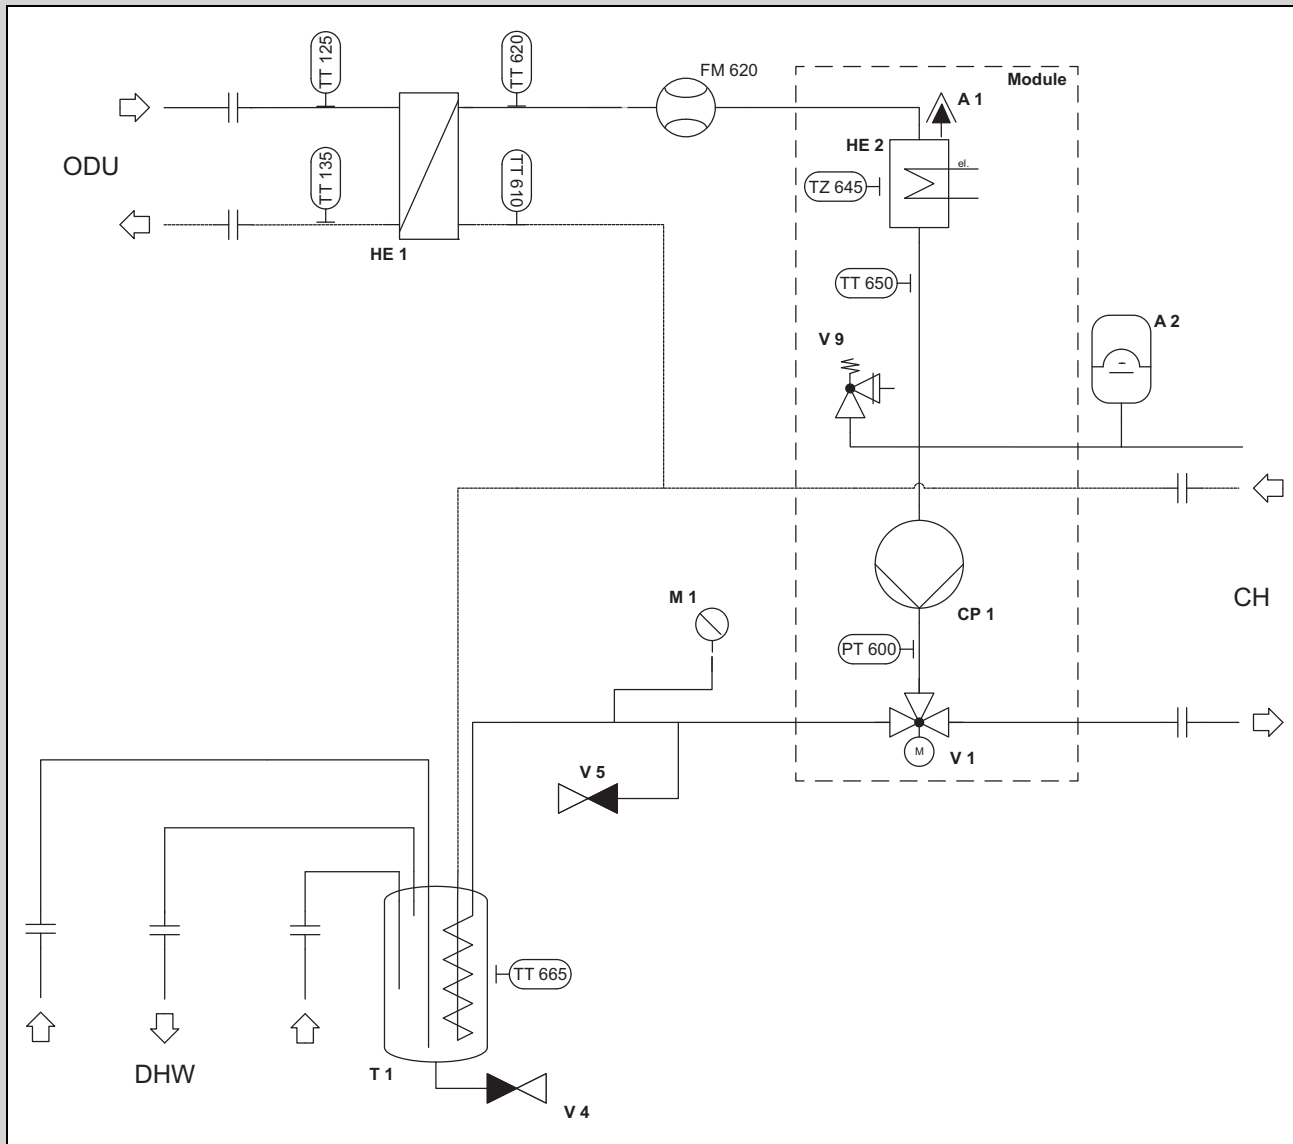 TT 125
TT 620
FM 620
Module
A 1
ODU
TT 135
TT 610
HE 2
el.
TZ 645
HE 1
TT 650
A 2
V 9
M 1
CP 1
CH
PT 600
M
V 1
V 5
TT 665
T 1
DHW
V 4